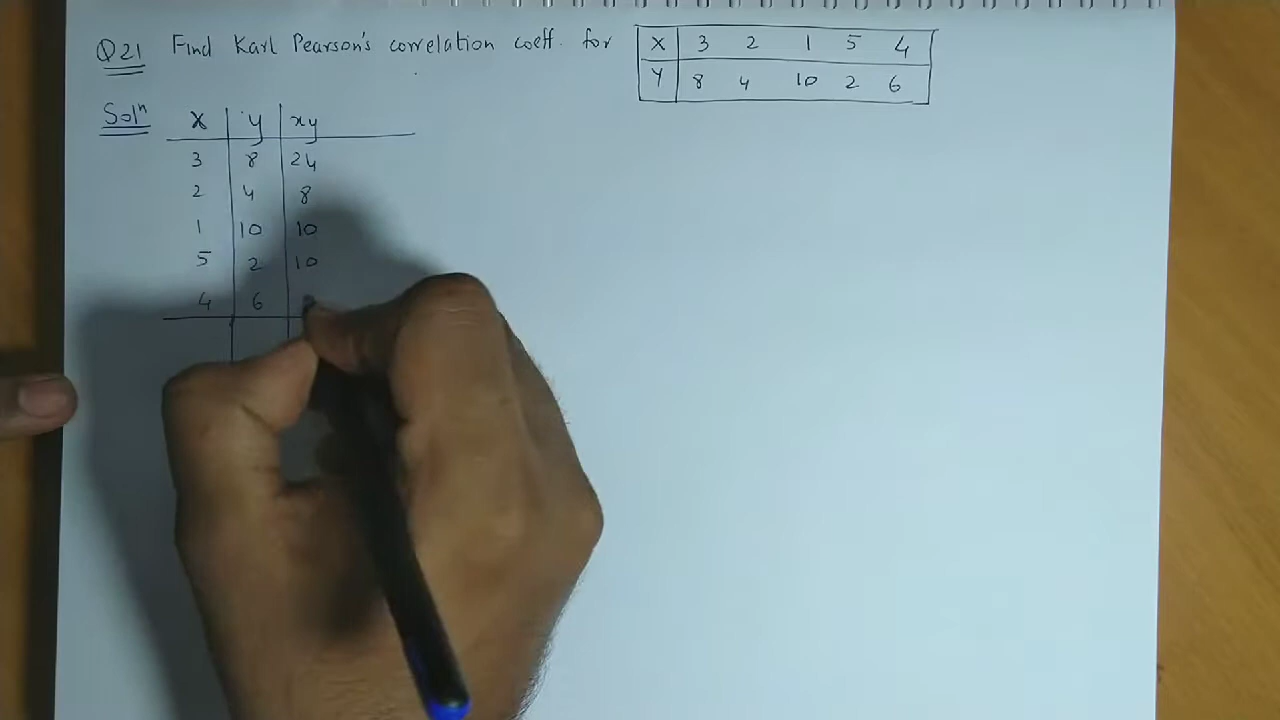 Q21 Find Karl Pearson's correlation coeff. for
X 3 2 1 5 4
Y 8 4 10 2 6
Solⁿ
X y xy
3 8 24
2 4 8
1 10 10
5 2 10
4 6